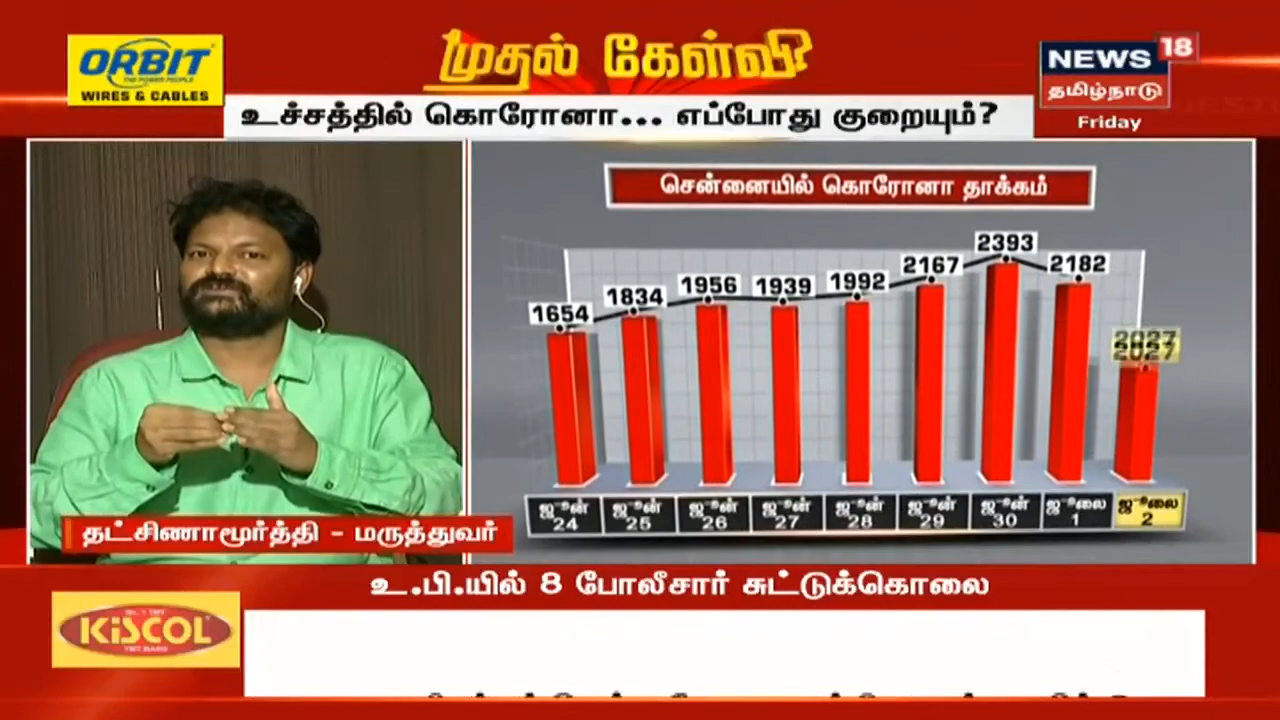 ORBIT
THE POWER PEOPLE
WIRES & CABLES
முதல் கேள்வி?
NEWS 18
தமிழ்நாடு
Friday
உச்சத்தில் கொரோனா... எப்போது குறையும்?
சென்னையில் கொரோனா தாக்கம்
1654
1834
1956
1939
1992
2167
2393
2182
2027
ஜூன் 24
ஜூன் 25
ஜூன் 26
ஜூன் 27
ஜூன் 28
ஜூன் 29
ஜூன் 30
ஜூலை 1
ஜூலை 2
தட்சிணாமூர்த்தி - மருத்துவர்
உ.பி.யில் 8 போலீசார் சுட்டுக்கொலை
KiSCOL
TMT BARS